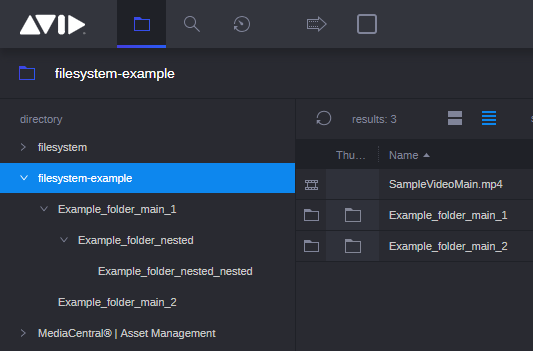 AVID
filesystem-example
directory
results: 3
filesystem
Thu... Name
filesystem-example
SampleVideoMain.mp4
Example_folder_main_1
Example_folder_main_1
Example_folder_nested
Example_folder_main_2
Example_folder_nested_nested
Example_folder_main_2
MediaCentral® | Asset Management